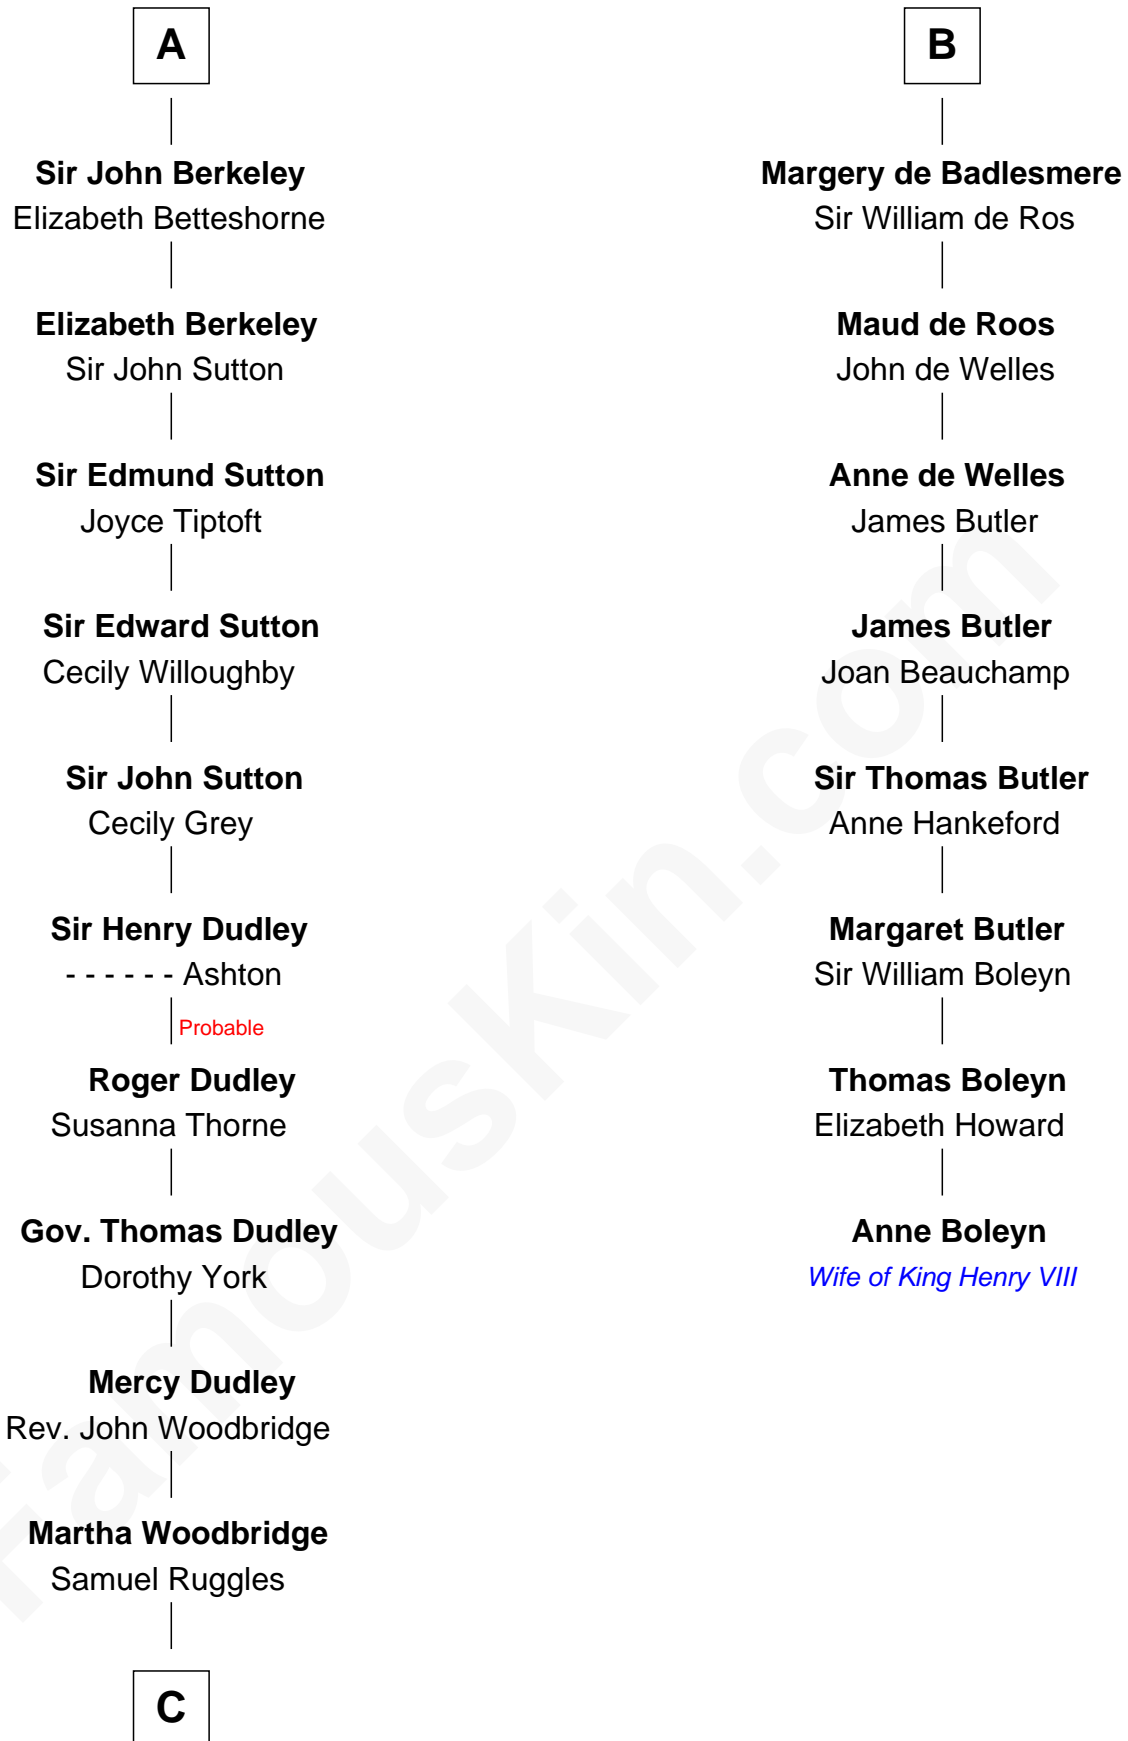 A
Sir John Berkeley
Elizabeth Betteshorne
Elizabeth Berkeley
Sir John Sutton
Sir Edmund Sutton
Joyce Tiptoft
Sir Edward Sutton
Cecily Willoughby
Sir John Sutton
Cecily Grey
Sir Henry Dudley
- - - - - - Ashton
Probable
Roger Dudley
Susanna Thorne
Gov. Thomas Dudley
Dorothy York
Mercy Dudley
Rev. John Woodbridge
Martha Woodbridge
Samuel Ruggles
C
B
Margery de Badlesmere
Sir William de Ros
Maud de Roos
John de Welles
Anne de Welles
James Butler
James Butler
Joan Beauchamp
Sir Thomas Butler
Anne Hankeford
Margaret Butler
Sir William Boleyn
Thomas Boleyn
Elizabeth Howard
Anne Boleyn
Wife of King Henry VIII
FamousKin.com